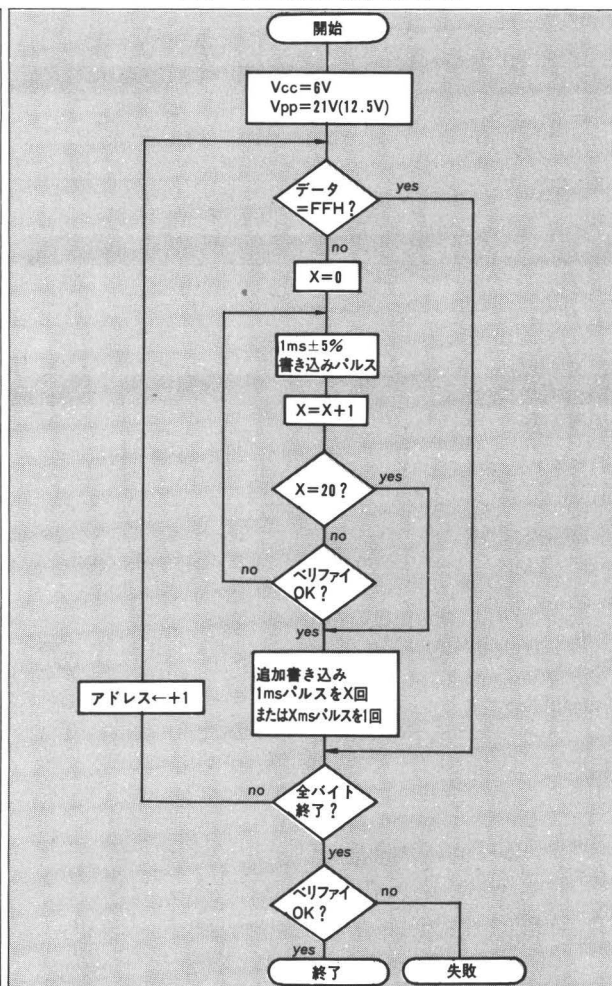 開始
Vcc=6V
Vpp=21V(12.5V)
データ
=FFH?
yes
no
X=0
1ms±5%
書き込みパルス
X=X+1
X=20?
yes
no
ベリファイ
OK?
no
yes
追加書き込み
1msパルスをX回
またはXmsパルスを1回
アドレス←+1
全バイト
終了?
no
yes
ベリファイ
OK?
no
yes
終了
失敗